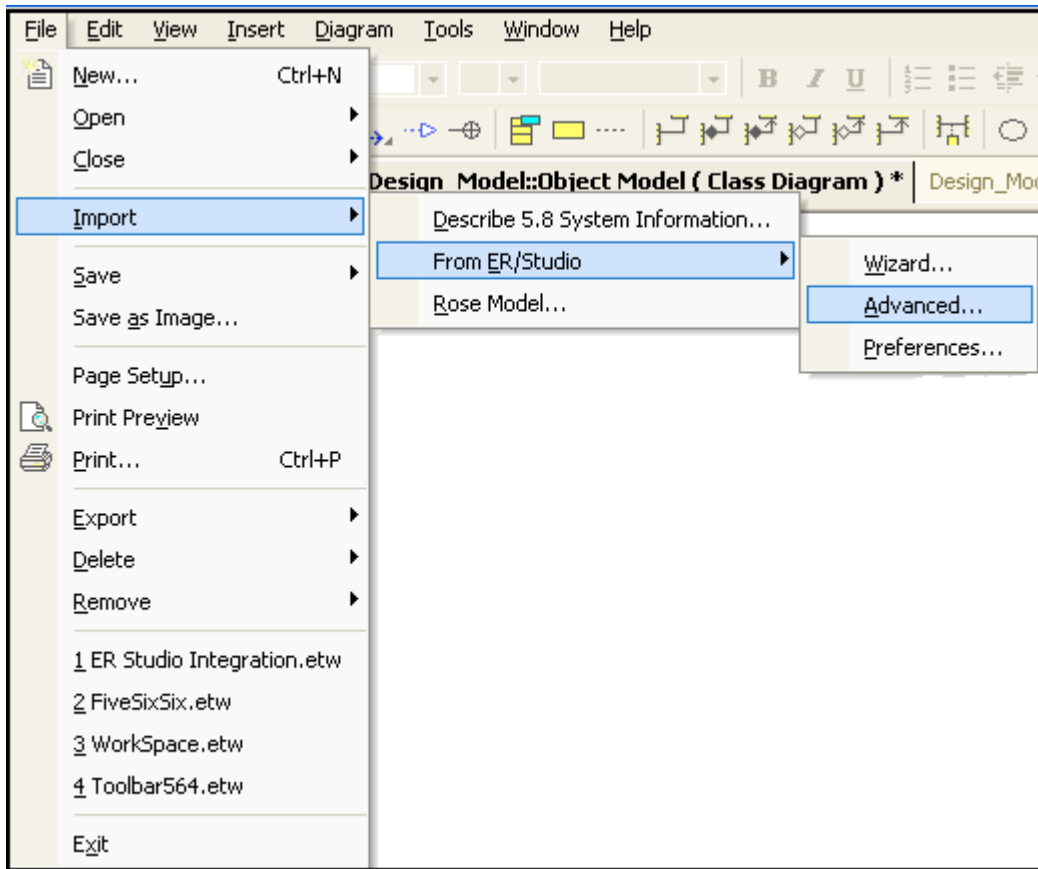 File Edit View Insert Diagram Tools Window Help
New... Ctrl+N
B I U
Open
Close
Design_Model::Object Model ( Class Diagram ) *
Import
Describe 5.8 System Information...
From ER/Studio
Wizard...
Save
Rose Model...
Advanced...
Save as Image...
Preferences...
Page Setup...
Print Preview
Print... Ctrl+P
Export
Delete
Remove
1 ER Studio Integration.etw
2 FiveSixSix.etw
3 WorkSpace.etw
4 Toolbar564.etw
Exit